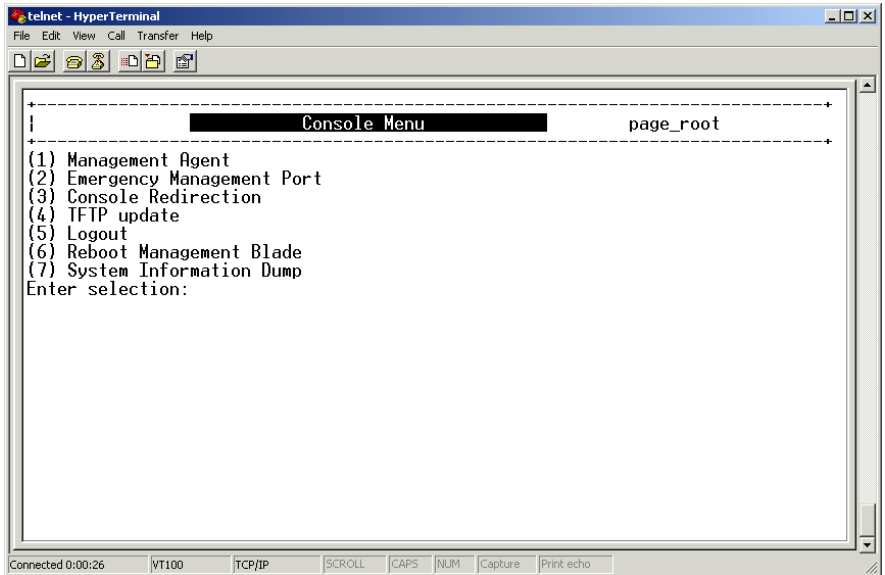 telnet - HyperTerminal
File Edit View Call Transfer Help
+-----------------------------------------------------------------------------+
| Console Menu page_root
+-----------------------------------------------------------------------------+
(1) Management Agent
(2) Emergency Management Port
(3) Console Redirection
(4) TFTP update
(5) Logout
(6) Reboot Management Blade
(7) System Information Dump
Enter selection:
Connected 0:00:26 VT100 TCP/IP SCROLL CAPS NUM Capture Print echo